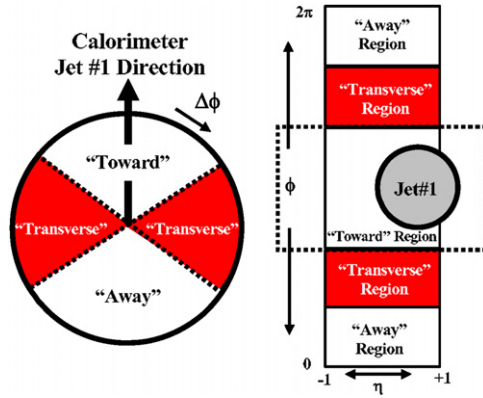 Calorimeter
Jet #1 Direction
Δϕ
“Toward”
“Transverse”
“Transverse”
“Away”
2π
“Away”
Region
“Transverse”
Region
ϕ
Jet#1
“Toward” Region
“Transverse”
Region
“Away”
Region
0
-1
η
+1